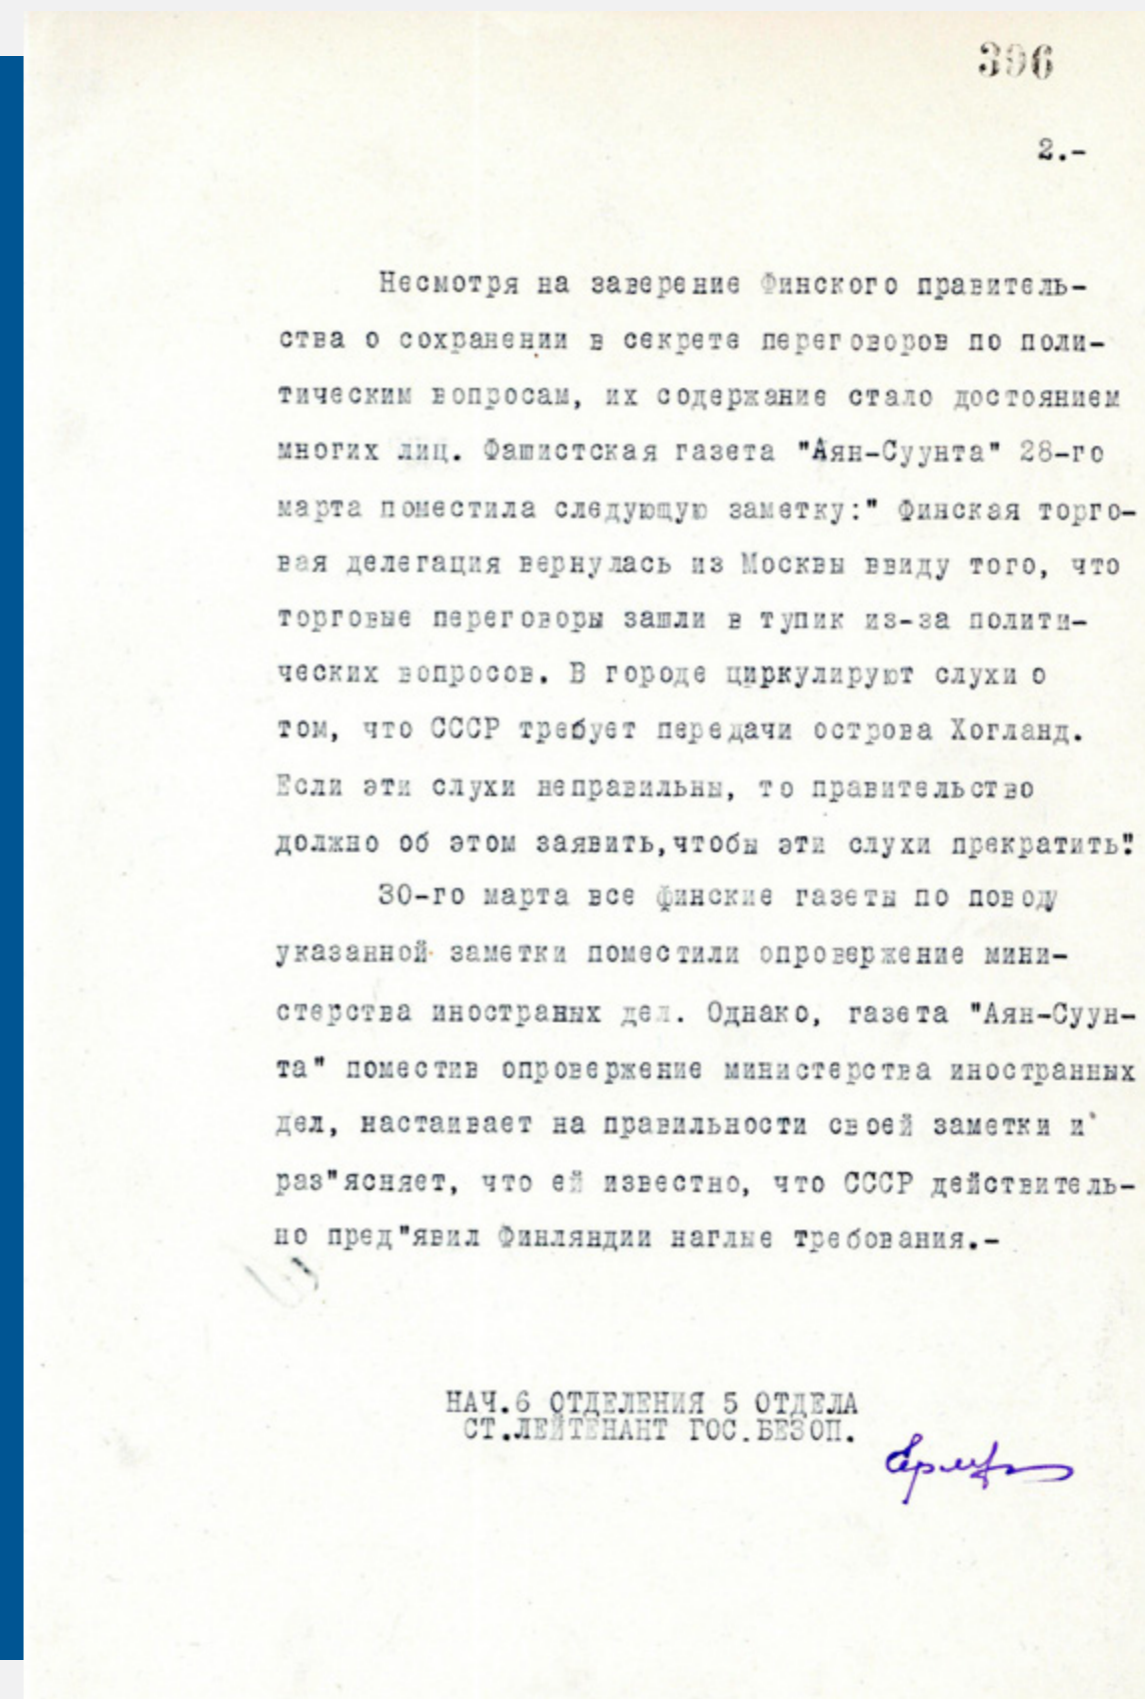 396
2.-
Несмотря на заверение Финского правитель-
ства о сохранении в секрете переговоров по поли-
тическим вопросам, их содержание стало достоянием
многих лиц. Фашистская газета "Аян-Суунта" 28-го
марта поместила следующую заметку:" Финская торго-
вая делегация вернулась из Москвы ввиду того, что
торговые переговоры зашли в тупик из-за полити-
ческих вопросов. В городе циркулируют слухи о
том, что СССР требует передачи острова Хогланд.
Если эти слухи неправильны, то правительство
должно об этом заявить,чтобы эти слухи прекратить".
30-го марта все финские газеты по поводу
указанной заметки поместили опровержение мини-
стерства иностраных дел. Однако, газета "Аян-Суун-
та" поместив опровержение министерства иностранных
дел, настаивает на правильности своей заметки и
раз"ясняет, что ей известно, что СССР действитель-
но пред"явил Финляндии наглые требования.-
НАЧ.6 ОТДЕЛЕНИЯ 5 ОТДЕЛА
СТ.ЛЕЙТЕНАНТ ГОС.БЕЗОП.